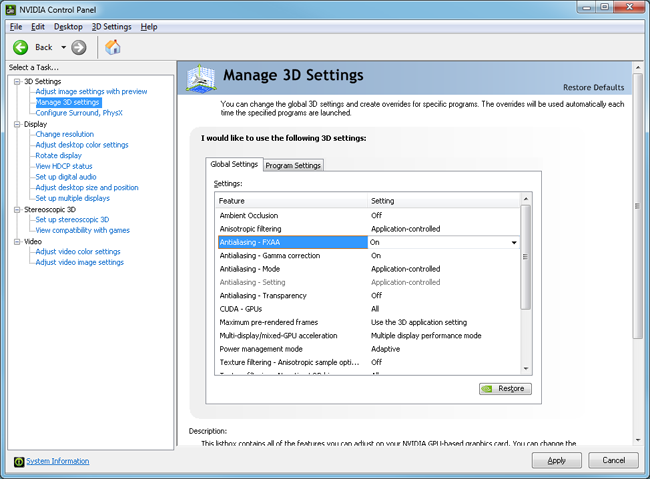 NVIDIA Control Panel
File Edit Desktop 3D Settings Help
Back
Select a Task...
3D Settings
Adjust image settings with preview
Manage 3D settings
Configure Surround, PhysX
Display
Change resolution
Adjust desktop color settings
Rotate display
View HDCP status
Set up digital audio
Adjust desktop size and position
Set up multiple displays
Stereoscopic 3D
Set up stereoscopic 3D
View compatibility with games
Video
Adjust video color settings
Adjust video image settings
System Information
Manage 3D Settings
Restore Defaults
You can change the global 3D settings and create overrides for specific programs. The overrides will be used automatically each
time the specified programs are launched.
I would like to use the following 3D settings:
Global Settings Program Settings
Settings:
Feature Setting
Ambient Occlusion Off
Anisotropic filtering Application-controlled
Antialiasing - FXAA On
Antialiasing - Gamma correction On
Antialiasing - Mode Application-controlled
Antialiasing - Setting Application-controlled
Antialiasing - Transparency Off
CUDA - GPUs All
Maximum pre-rendered frames Use the 3D application setting
Multi-display/mixed-GPU acceleration Multiple display performance mode
Power management mode Adaptive
Texture filtering - Anisotropic sample opti... Off
Restore
Description:
This listbox contains all of the features you can adjust on your NVIDIA GPU-based graphics card. You can change the
Apply Cancel